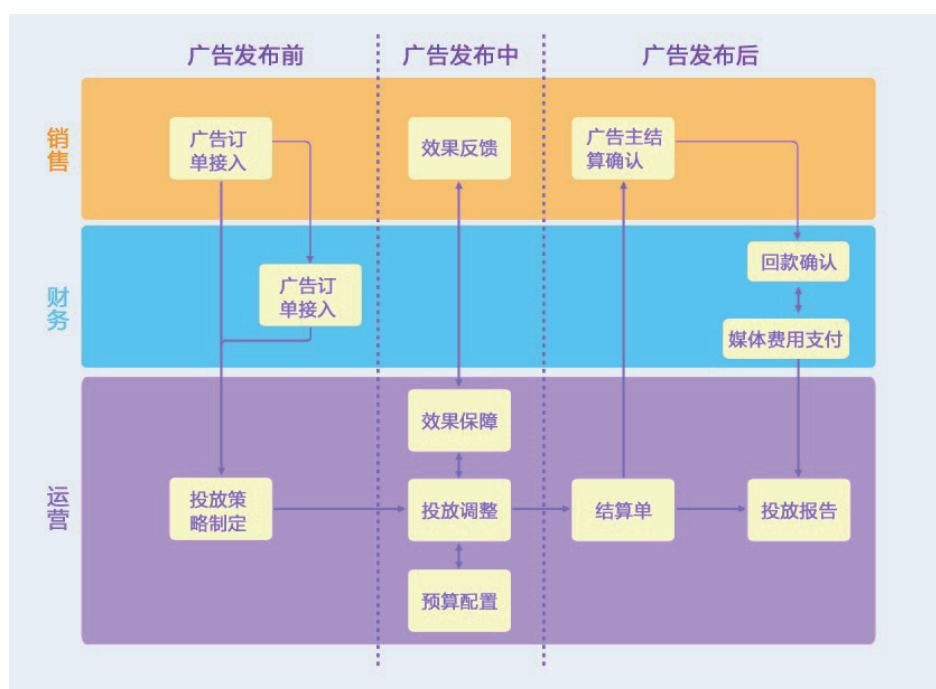 广告发布前
广告发布中
广告发布后
销
售
广告订
单接入
效果反馈
广告主结
算确认
财
务
广告订
单接入
回款确认
媒体费用支付
运
营
效果保障
投放策
略制定
投放调整
结算单
投放报告
预算配置